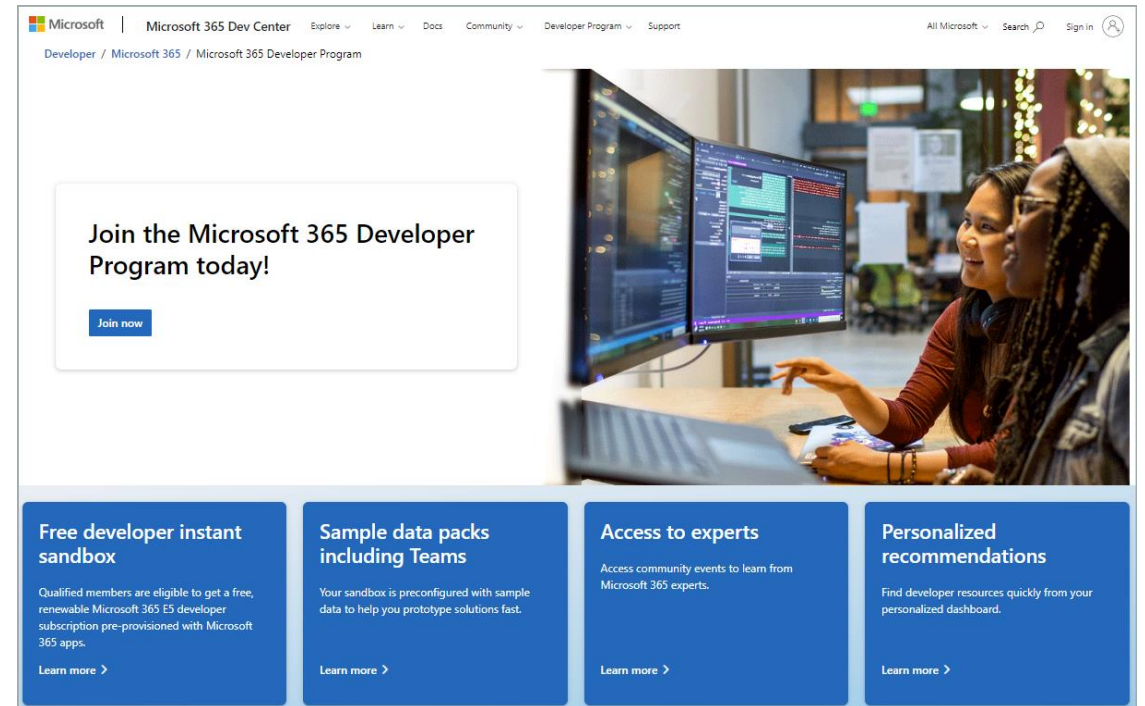 Microsoft
Microsoft 365 Dev Center
Explore
Learn
Docs
Community
Developer Program
Support
All Microsoft
Search
Sign in
Developer / Microsoft 365 / Microsoft 365 Developer Program
Join the Microsoft 365 Developer
Program today!
Join now
Free developer instant
sandbox
Qualified members are eligible to get a free,
renewable Microsoft 365 E5 developer
subscription pre-provisioned with Microsoft
365 apps.
Learn more
Sample data packs
including Teams
Your sandbox is preconfigured with sample
data to help you prototype solutions fast.
Learn more
Access to experts
Access community events to learn from
Microsoft 365 experts.
Learn more
Personalized
recommendations
Find developer resources quickly from your
personalized dashboard.
Learn more